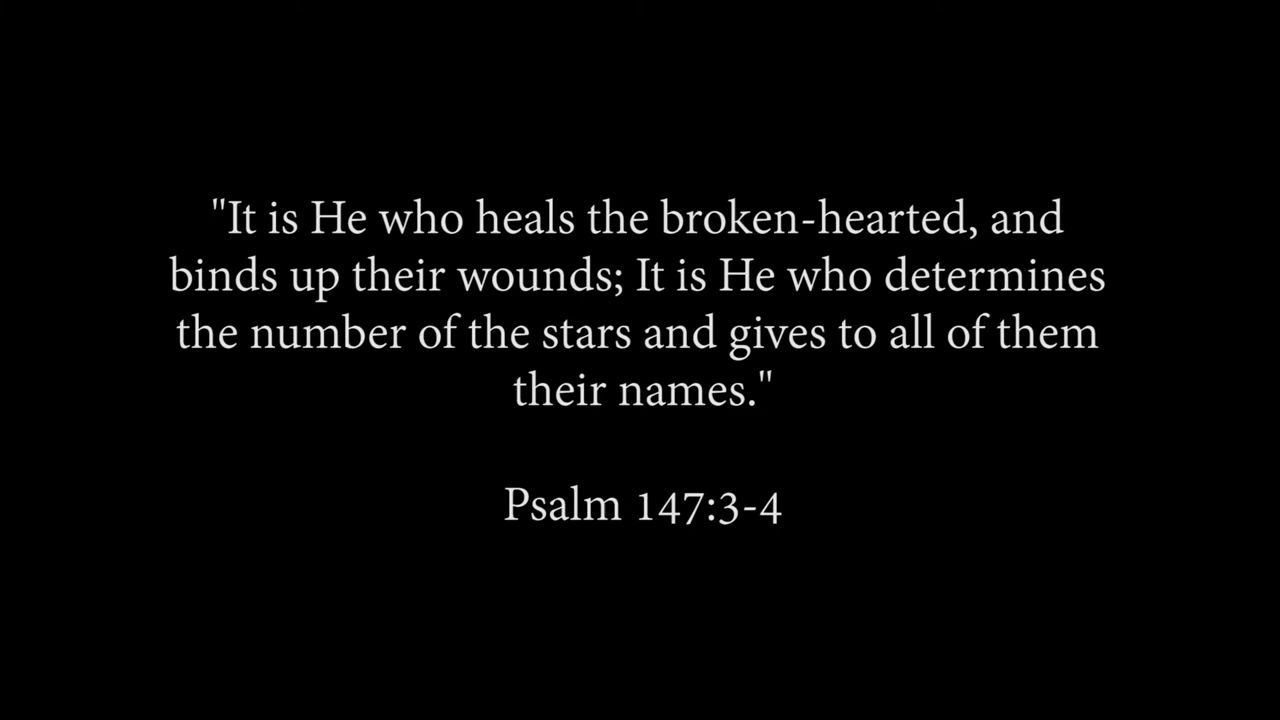 "It is He who heals the broken-hearted, and
binds up their wounds; It is He who determines
the number of the stars and gives to all of them
their names."
Psalm 147:3-4